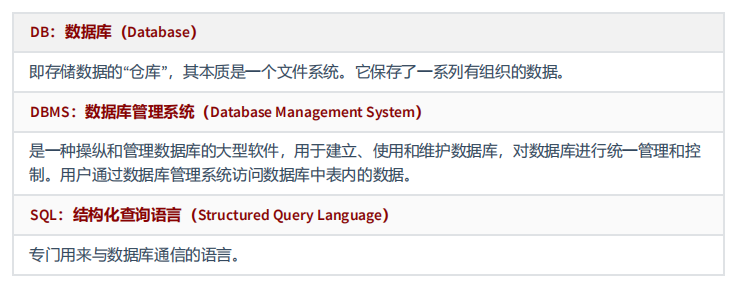 DB：数据库（Database）
即存储数据的“仓库”，其本质是一个文件系统。它保存了一系列有组织的数据。
DBMS：数据库管理系统（Database Management System）
是一种操纵和管理数据库的大型软件，用于建立、使用和维护数据库，对数据库进行统一管理和控
制。用户通过数据库管理系统访问数据库中表内的数据。
SQL：结构化查询语言（Structured Query Language）
专门用来与数据库通信的语言。